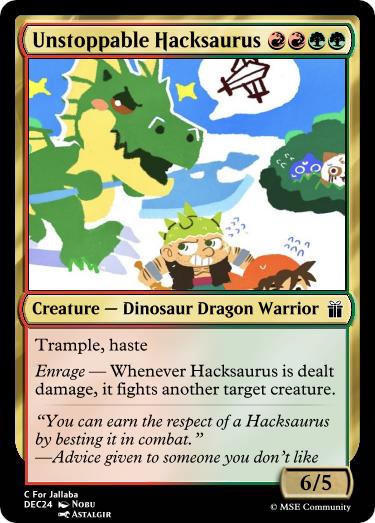 Unstoppable Hacksaurus
Creature — Dinosaur Dragon Warrior
Trample, haste
Enrage — Whenever Hacksaurus is dealt
damage, it fights another target creature.
“You can earn the respect of a Hacksaurus
by besting it in combat.”
—Advice given to someone you don't like
6/5
C For Jallaba
DEC24 Nobu
Astalgir
© MSE Community